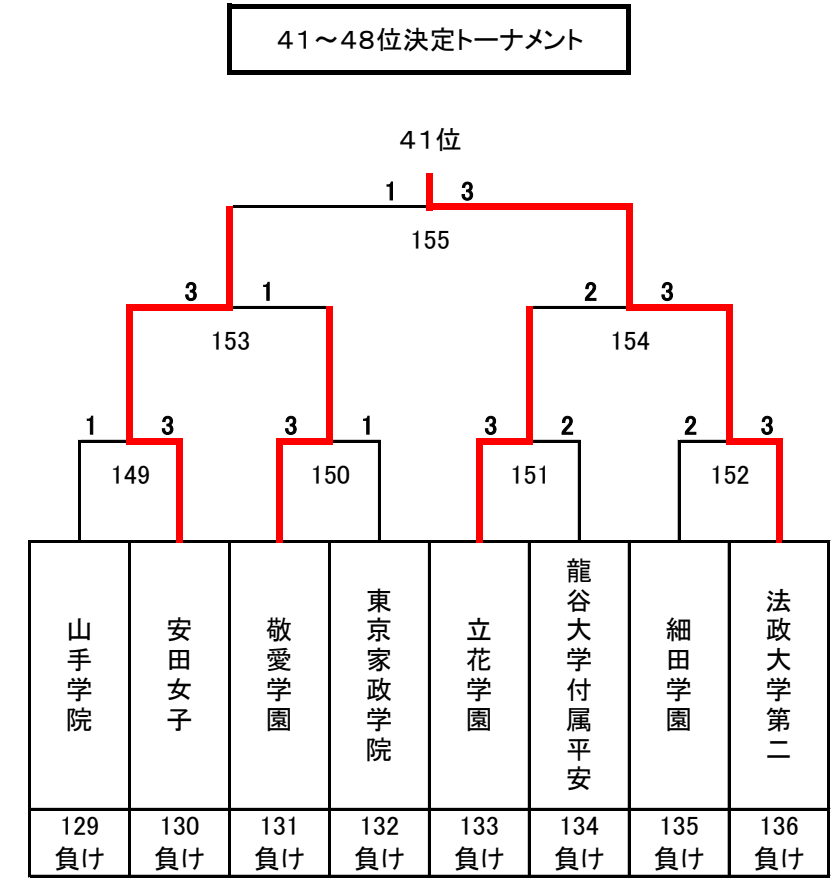 41～48位決定トーナメント
41位
1 3
155
3 1 2 3
153 154
1 3 3 1 3 2 2 3
149 150 151 152
山手学院
安田女子
敬愛学園
東京家政学院
立花学園
龍谷大学付属平安
細田学園
法政大学第二
129 130 131 132 133 134 135 136
負け 負け 負け 負け 負け 負け 負け 負け